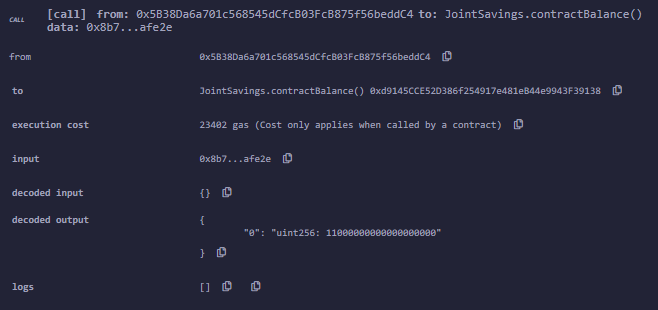 CALL [call] from: 0x5B38Da6a701c568545dCfcB03FcB875f56beddC4 to: JointSavings.contractBalance()
data: 0x8b7...afe2e
from 0x5B38Da6a701c568545dCfcB03FcB875f56beddC4
to JointSavings.contractBalance() 0xd9145CCE52D386f254917e481eB44e9943F39138
execution cost 23402 gas (Cost only applies when called by a contract)
input 0x8b7...afe2e
decoded input {}
decoded output {
"0": "uint256: 11000000000000000000"
}
logs []